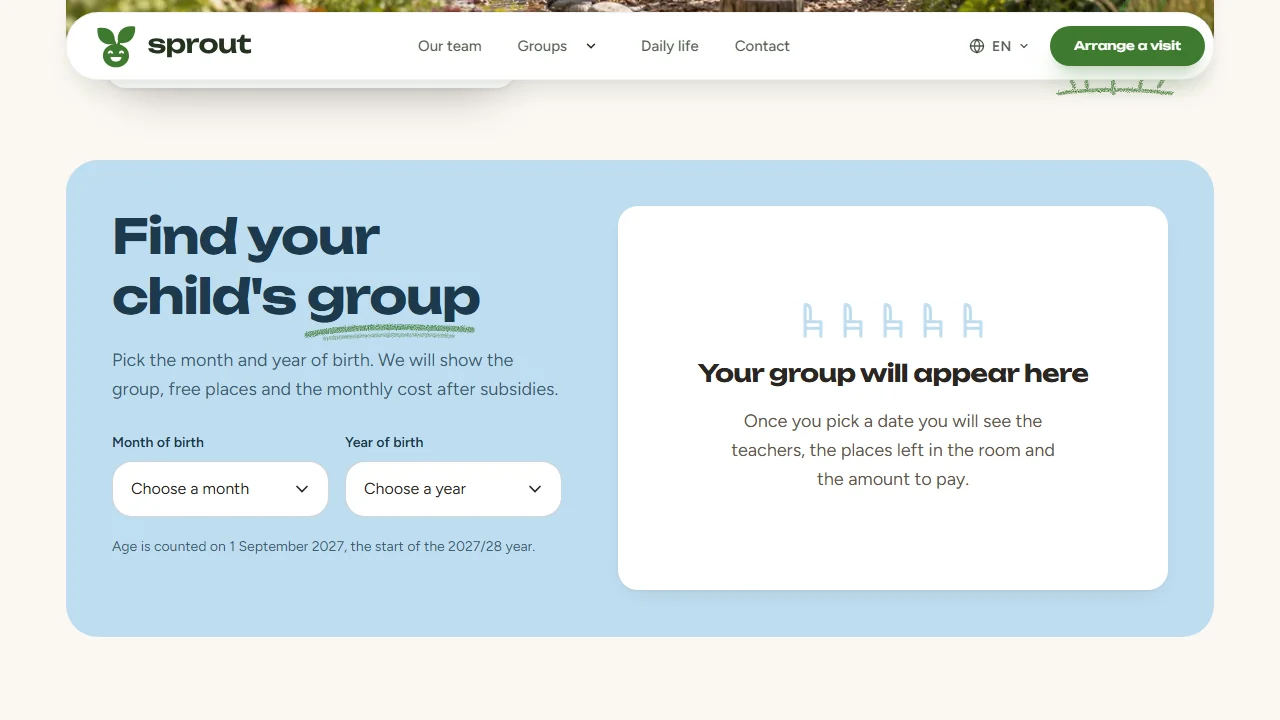 sprout
Our team
Groups
Daily life
Contact
EN
Arrange a visit
Find your
child's group
Pick the month and year of birth. We will show the
group, free places and the monthly cost after subsidies.
Month of birth
Year of birth
Choose a month
Choose a year
Age is counted on 1 September 2027, the start of the 2027/28 year.
Your group will appear here
Once you pick a date you will see the
teachers, the places left in the room and
the amount to pay.